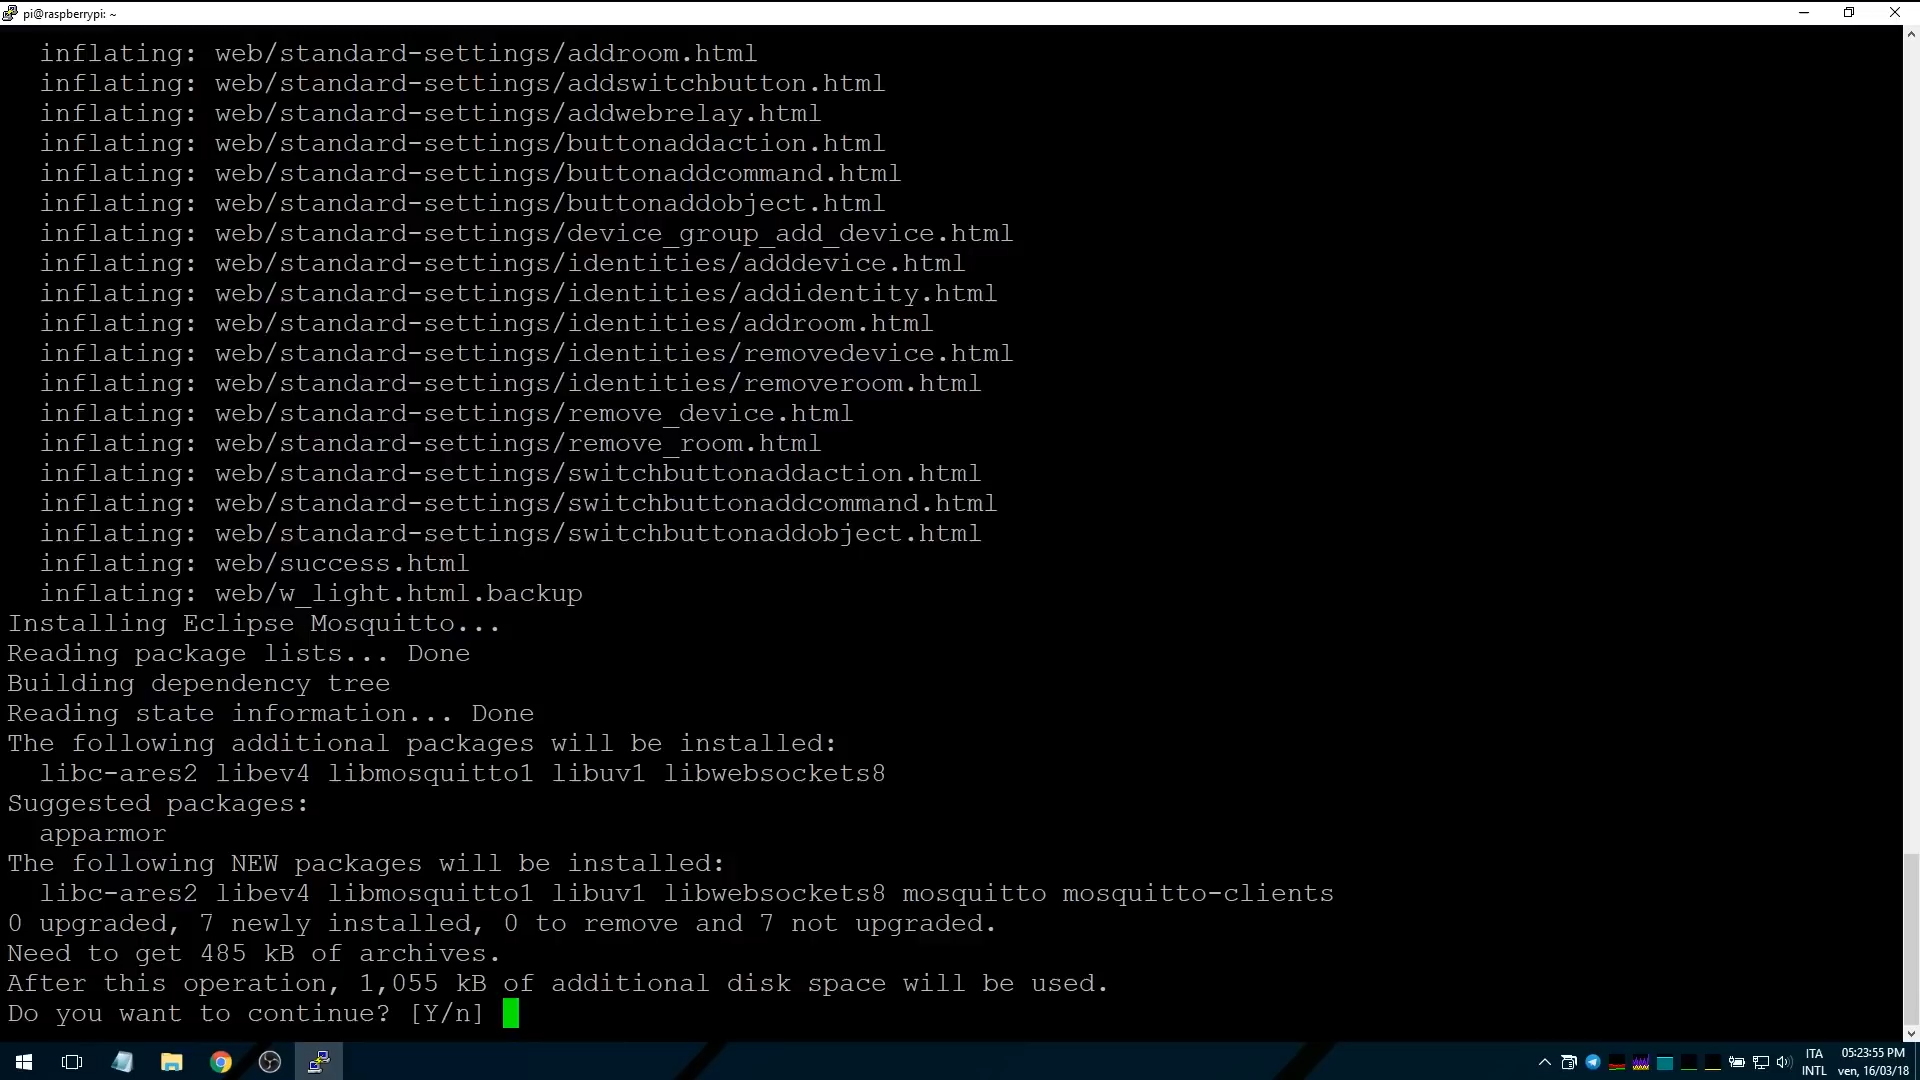 pi@raspberrypi: ~
inflating: web/standard-settings/addroom.html
inflating: web/standard-settings/addswitchbutton.html
inflating: web/standard-settings/addwebrelay.html
inflating: web/standard-settings/buttonaddaction.html
inflating: web/standard-settings/buttonaddcommand.html
inflating: web/standard-settings/buttonaddobject.html
inflating: web/standard-settings/device_group_add_device.html
inflating: web/standard-settings/identities/adddevice.html
inflating: web/standard-settings/identities/addidentity.html
inflating: web/standard-settings/identities/addroom.html
inflating: web/standard-settings/identities/removedevice.html
inflating: web/standard-settings/identities/removeroom.html
inflating: web/standard-settings/remove_device.html
inflating: web/standard-settings/remove_room.html
inflating: web/standard-settings/switchbuttonaddaction.html
inflating: web/standard-settings/switchbuttonaddcommand.html
inflating: web/standard-settings/switchbuttonaddobject.html
inflating: web/success.html
inflating: web/w_light.html.backup
Installing Eclipse Mosquitto...
Reading package lists... Done
Building dependency tree
Reading state information... Done
The following additional packages will be installed:
libc-ares2 libev4 libmosquitto1 libuv1 libwebsockets8
Suggested packages:
apparmor
The following NEW packages will be installed:
libc-ares2 libev4 libmosquitto1 libuv1 libwebsockets8 mosquitto mosquitto-clients
0 upgraded, 7 newly installed, 0 to remove and 7 not upgraded.
Need to get 485 kB of archives.
After this operation, 1,055 kB of additional disk space will be used.
Do you want to continue? [Y/n]
ITA 05:23:55 PM
INTL ven, 16/03/18